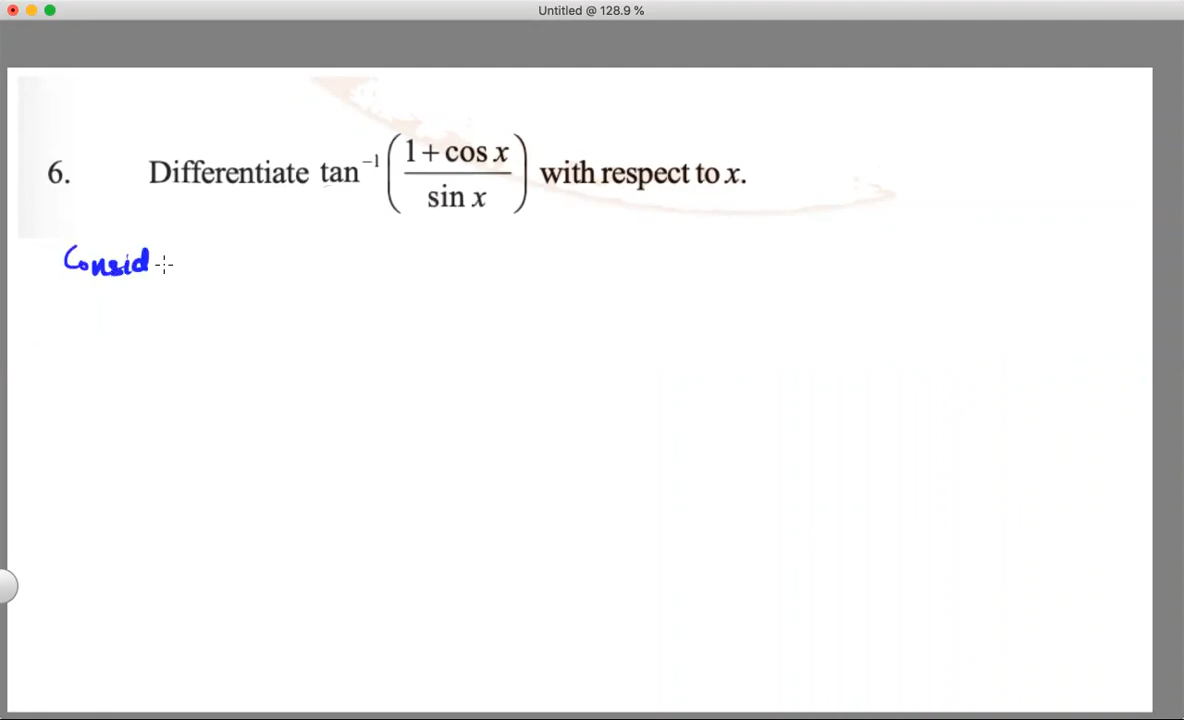 Untitled @ 128.9 %
6. Differentiate tan⁻¹ ((1 + cos x)/(sin x)) with respect to x.
Consid